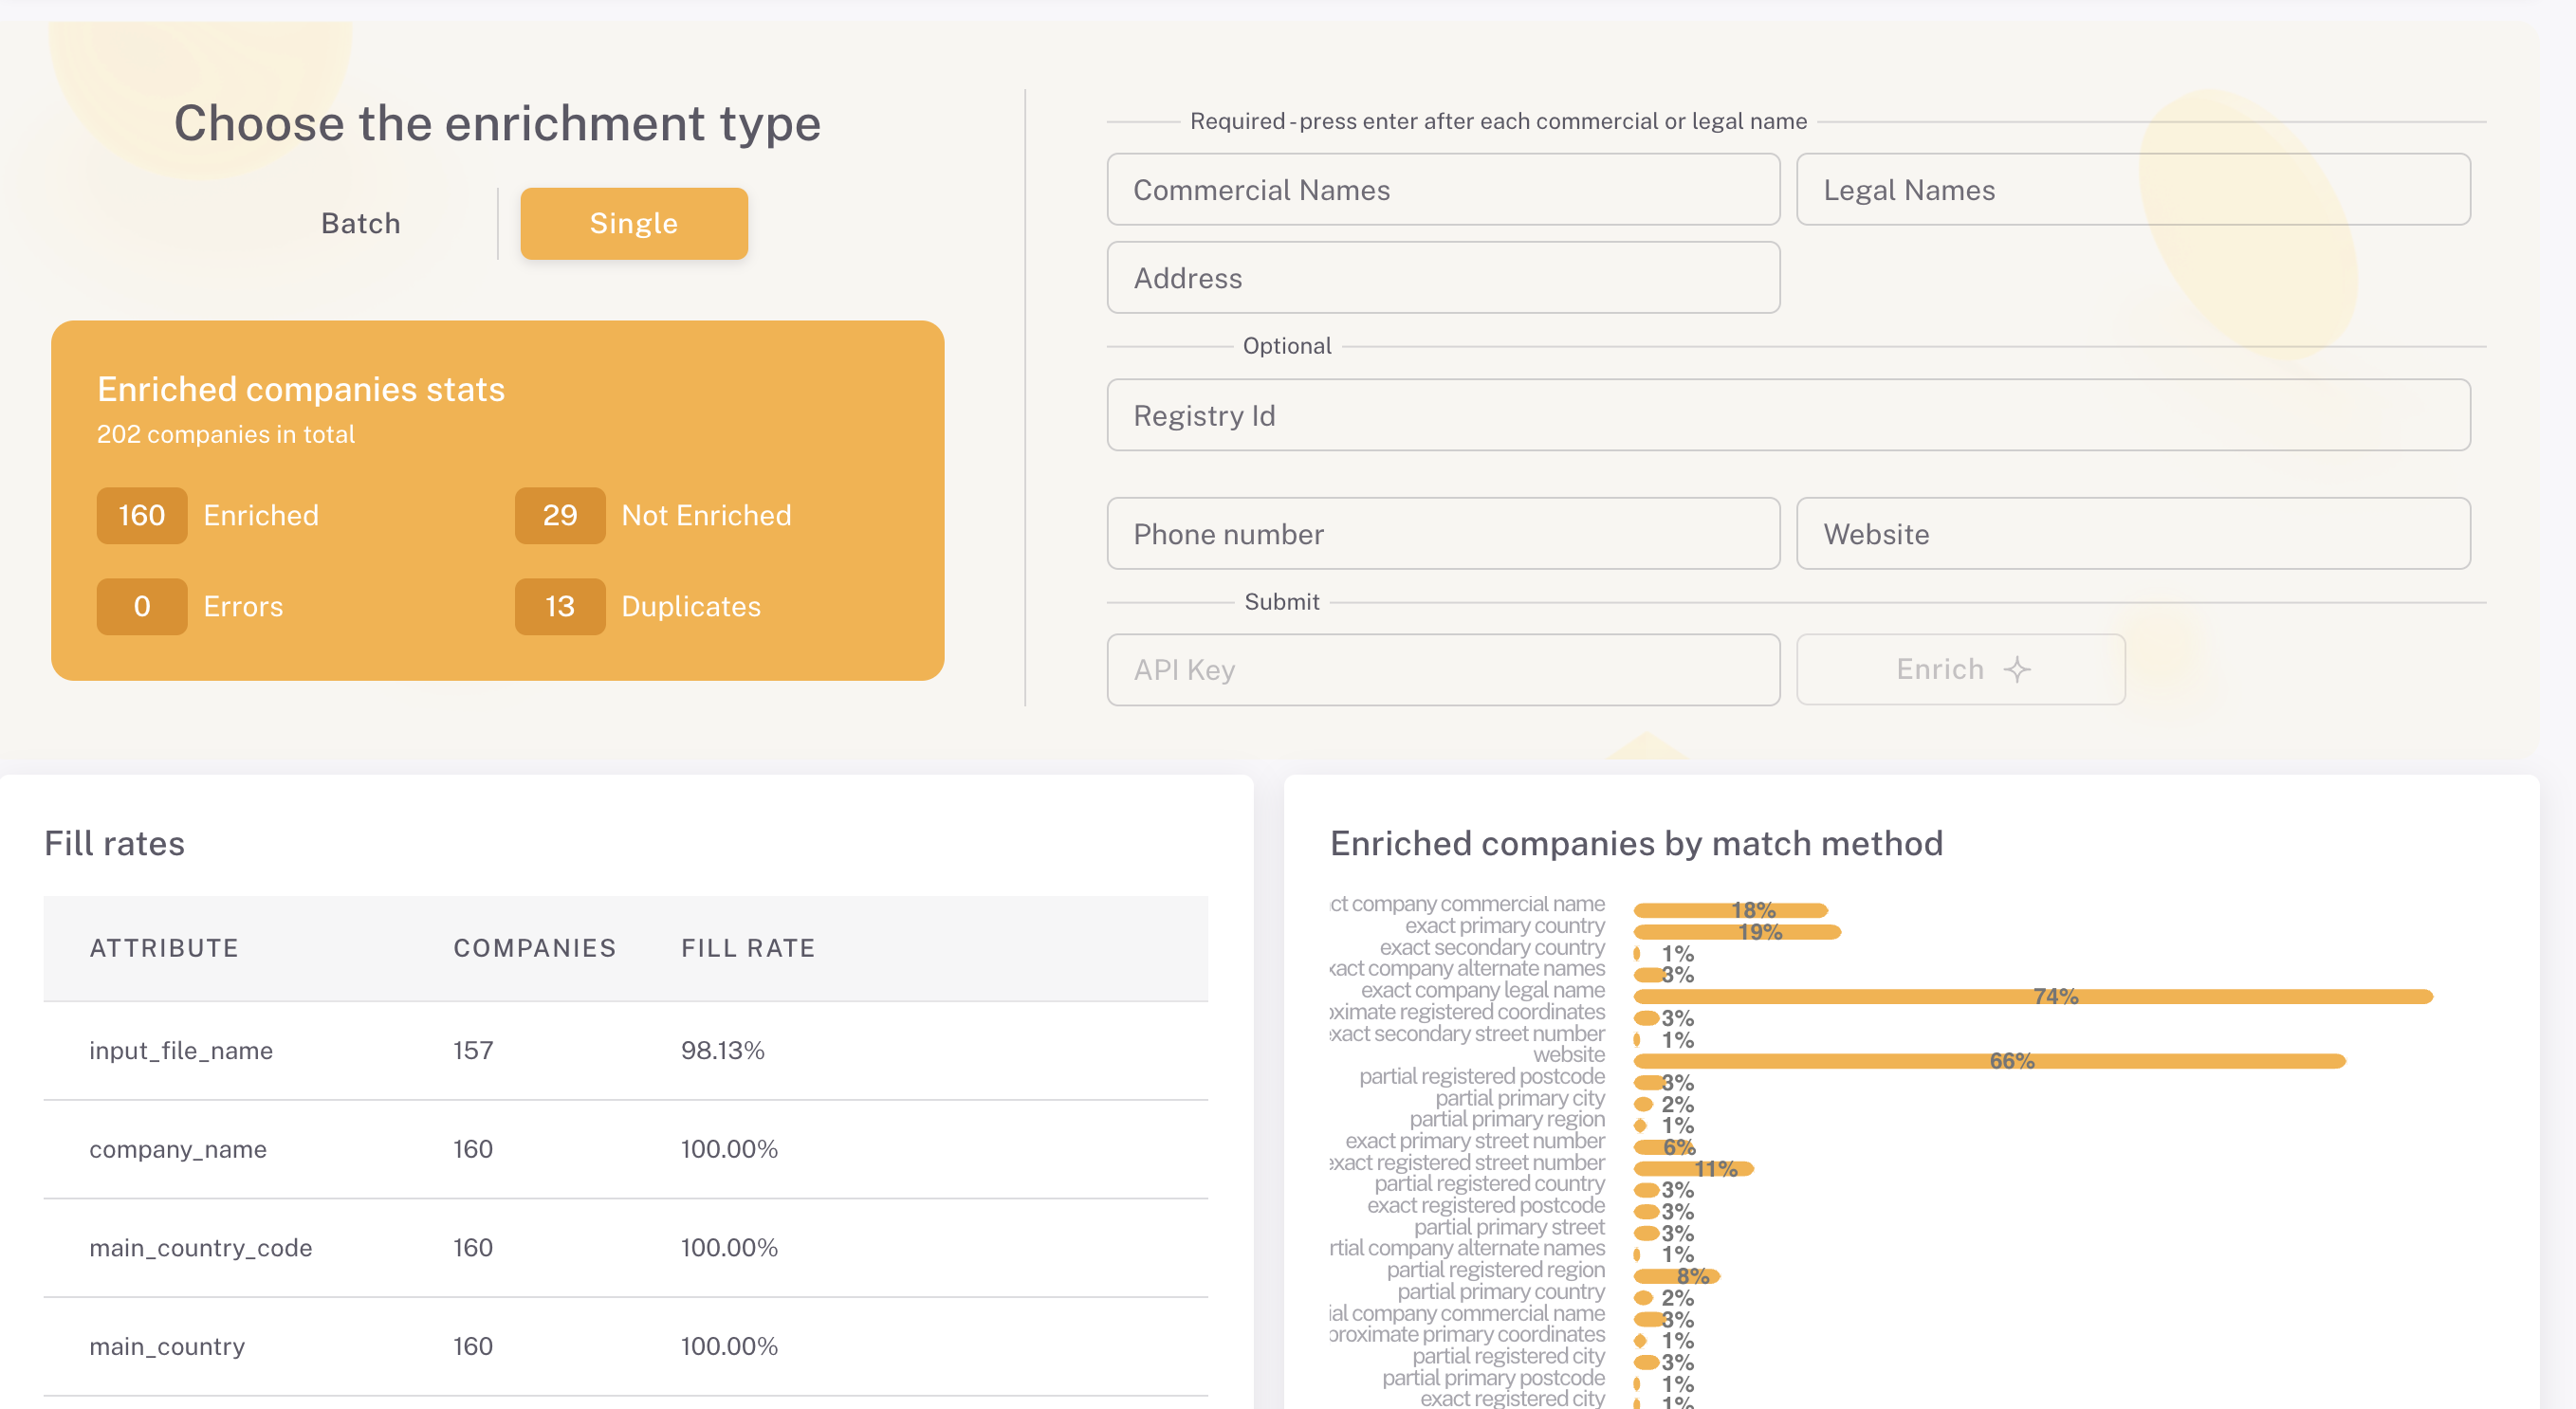 Choose the enrichment type
Batch
Single
Enriched companies stats
202 companies in total
160 Enriched
29 Not Enriched
0 Errors
13 Duplicates
Required - press enter after each commercial or legal name
Commercial Names
Legal Names
Address
Optional
Registry Id
Phone number
Website
Submit
API Key
Enrich
Fill rates
ATTRIBUTE COMPANIES FILL RATE
input_file_name 157 98.13%
company_name 160 100.00%
main_country_code 160 100.00%
main_country 160 100.00%
Enriched companies by match method
ct company commercial name 18%
exact primary country 19%
exact secondary country 1%
xact company alternate names 3%
exact company legal name 74%
oximate registered coordinates 3%
exact secondary street number 1%
website 66%
partial registered postcode 3%
partial primary city 2%
partial primary region 1%
exact primary street number 6%
exact registered street number 11%
partial registered country 3%
exact registered postcode 3%
partial primary street 3%
rtial company alternate names 1%
partial registered region 8%
partial primary country 2%
ial company commercial name 3%
proximate primary coordinates 1%
partial registered city 3%
partial primary postcode 1%
exact registered city 1%